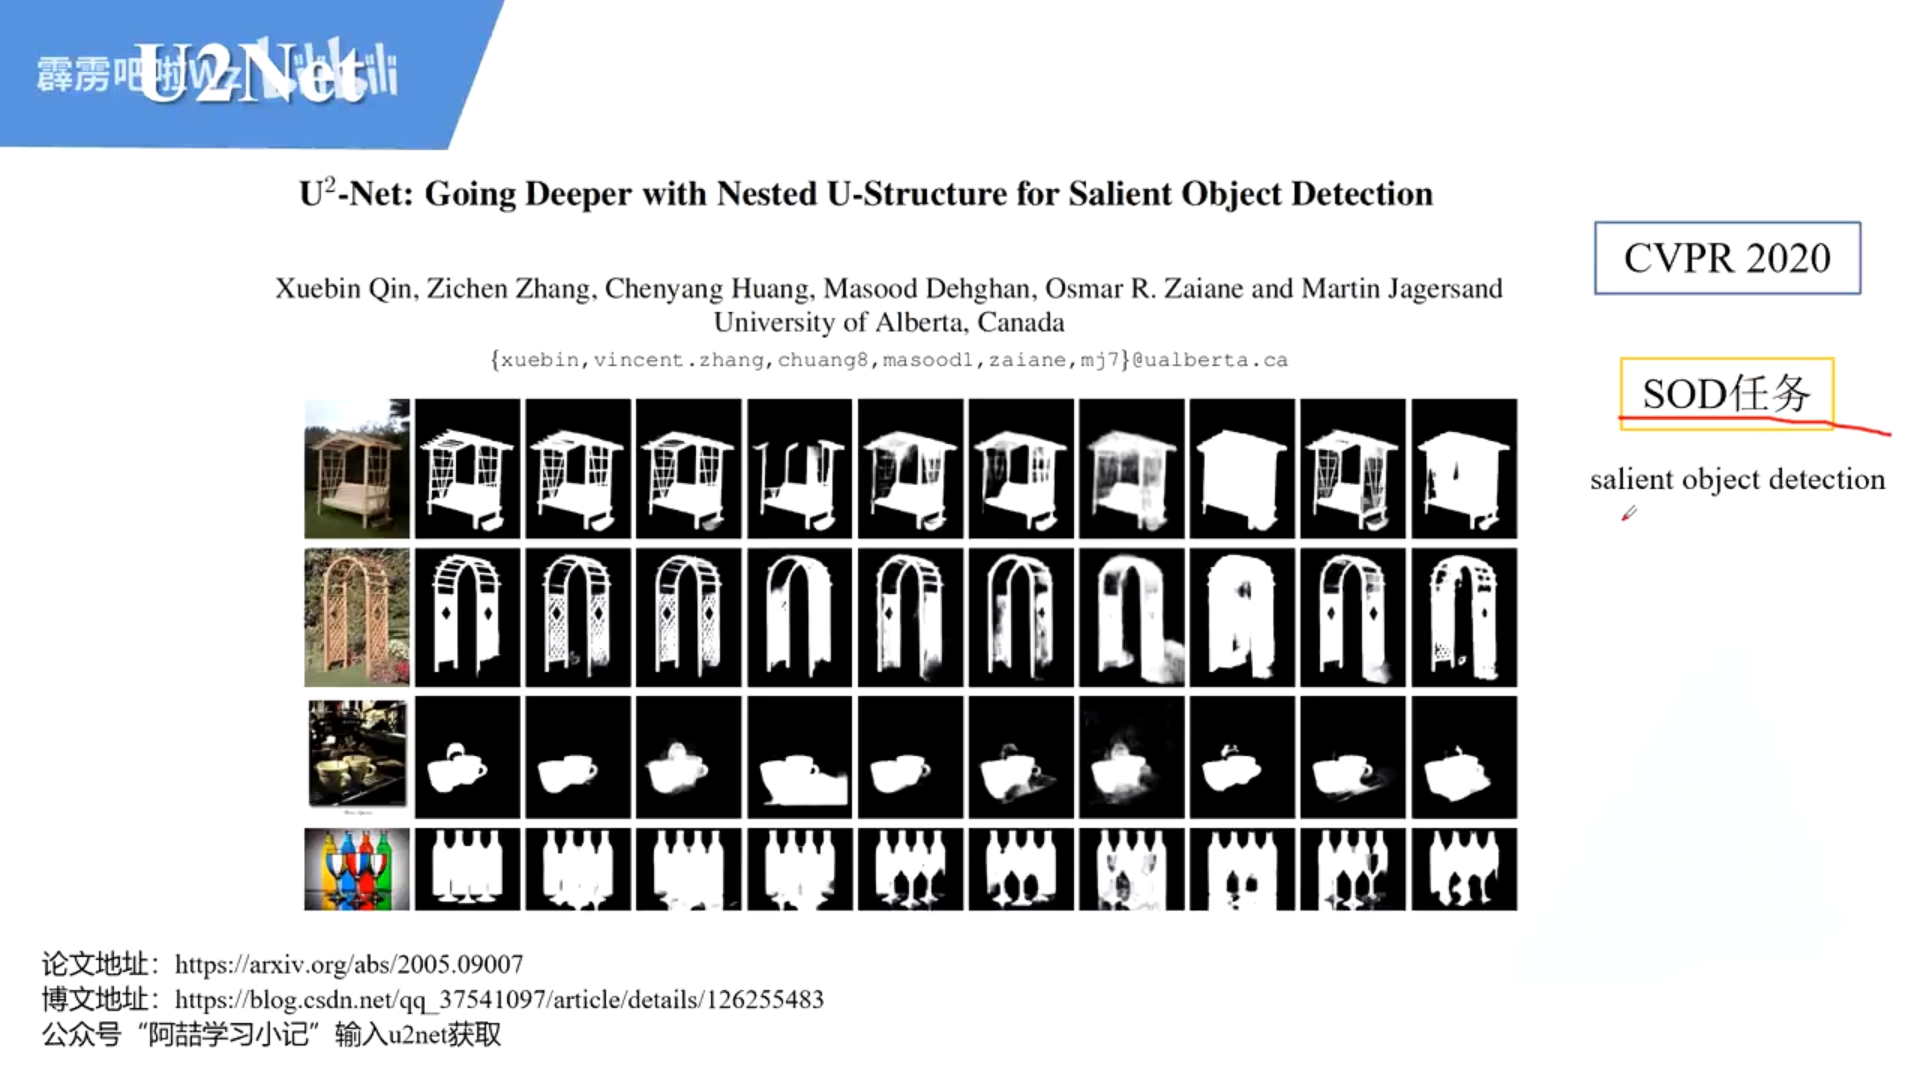 霹雳吧啦Wz bilibili
U2Net
U²-Net: Going Deeper with Nested U-Structure for Salient Object Detection
Xuebin Qin, Zichen Zhang, Chenyang Huang, Masood Dehghan, Osmar R. Zaiane and Martin Jagersand
University of Alberta, Canada
{xuebin,vincent.zhang,chuang8,masood1,zaiane,mj7}@ualberta.ca
CVPR 2020
SOD任务
salient object detection
论文地址：https://arxiv.org/abs/2005.09007
博文地址：https://blog.csdn.net/qq_37541097/article/details/126255483
公众号“阿喆学习小记”输入u2net获取